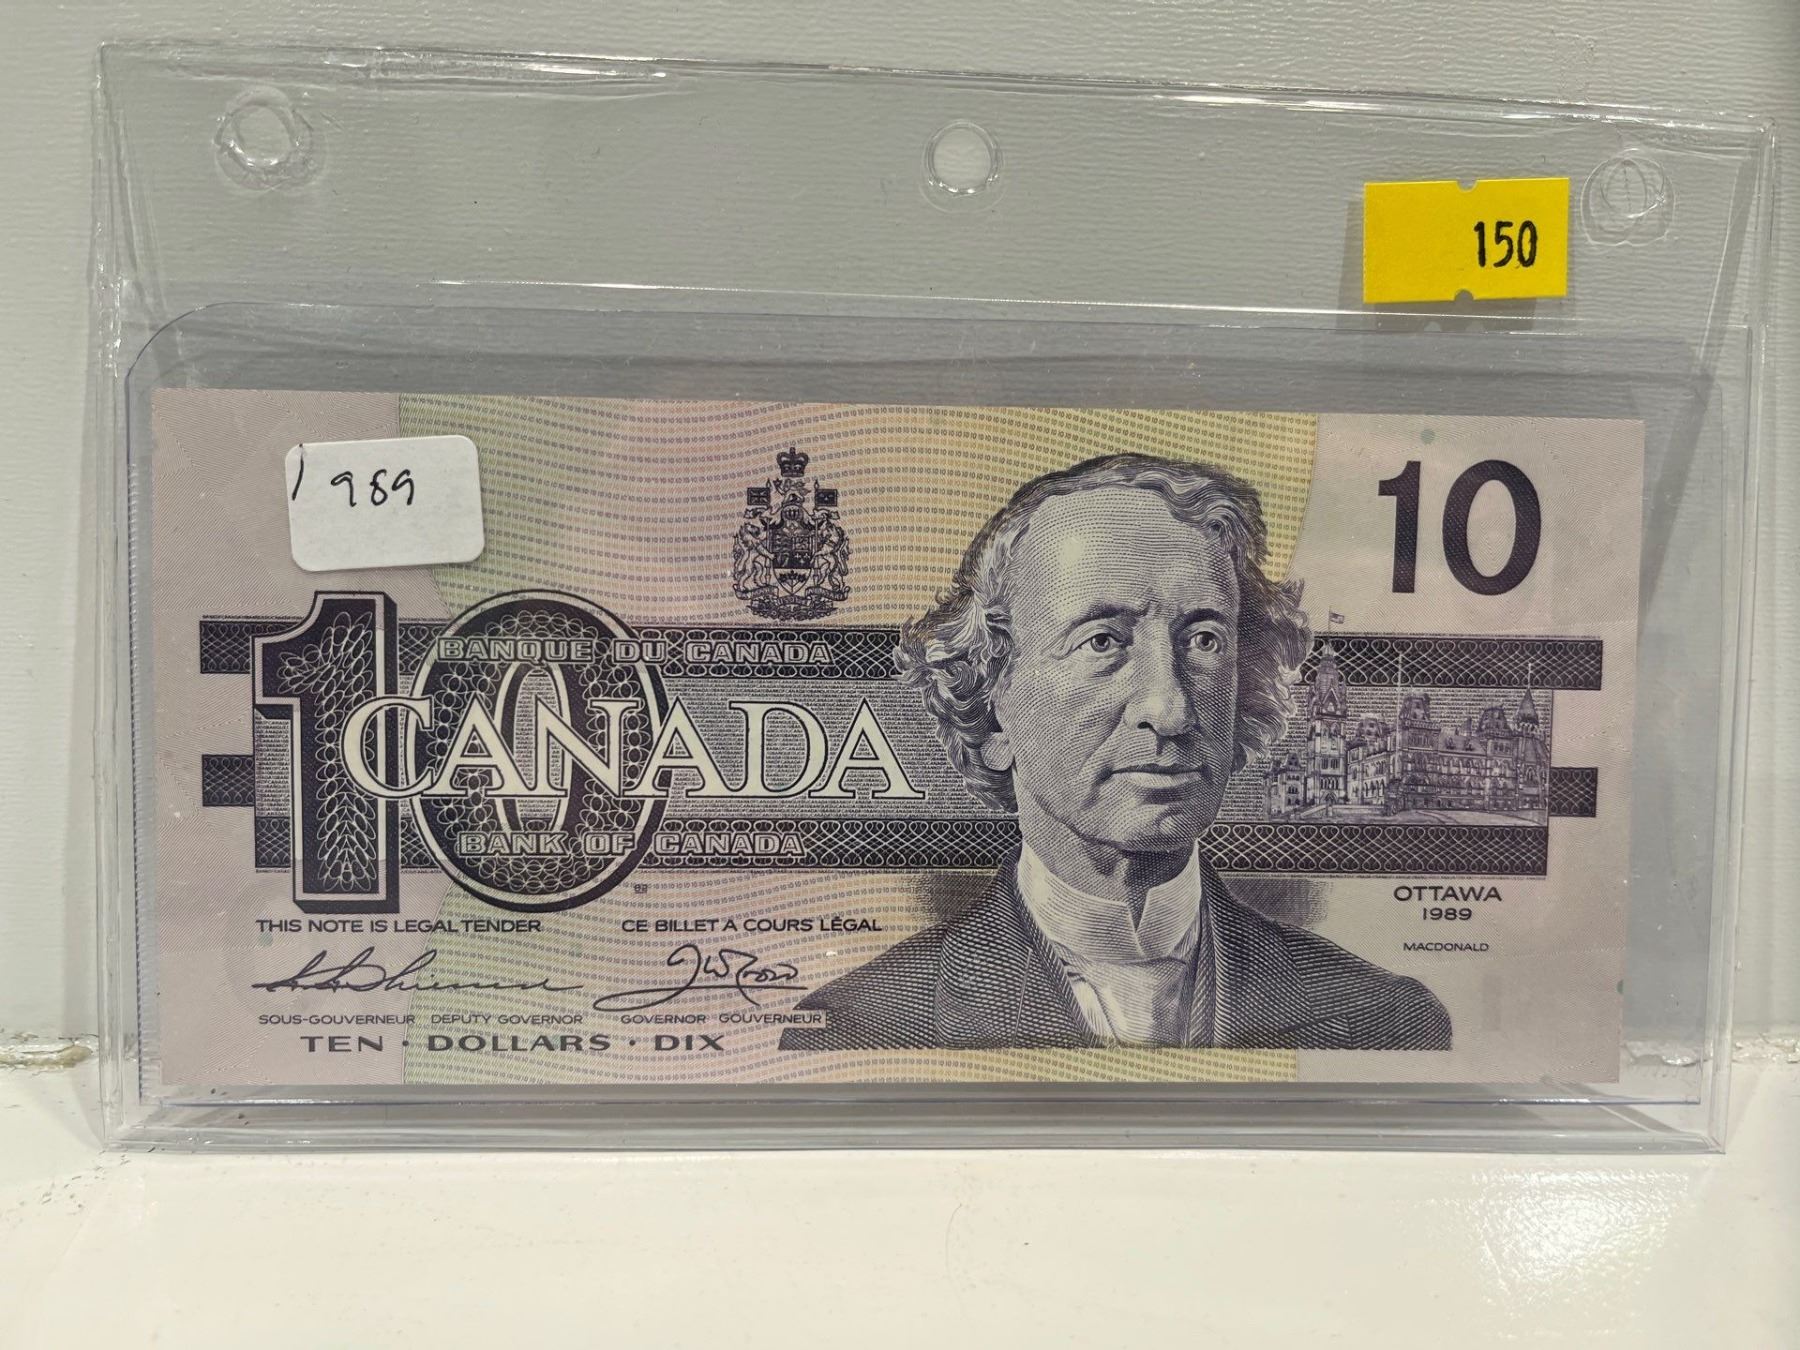 150
1989
10
BANQUE DU CANADA
10
CANADA
BANK OF CANADA
THIS NOTE IS LEGAL TENDER
CE BILLET A COURS LÉGAL
SOUS-GOUVERNEUR DEPUTY GOVERNOR
GOVERNOR GOUVERNEUR
TEN • DOLLARS • DIX
OTTAWA
1989
MACDONALD